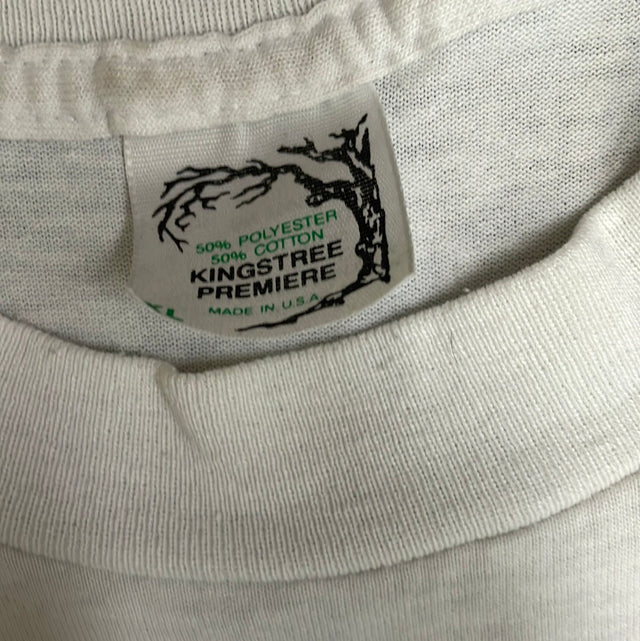 50% POLYESTER
50% COTTON
KINGSTREE
PREMIERE
MADE IN U.S.A.